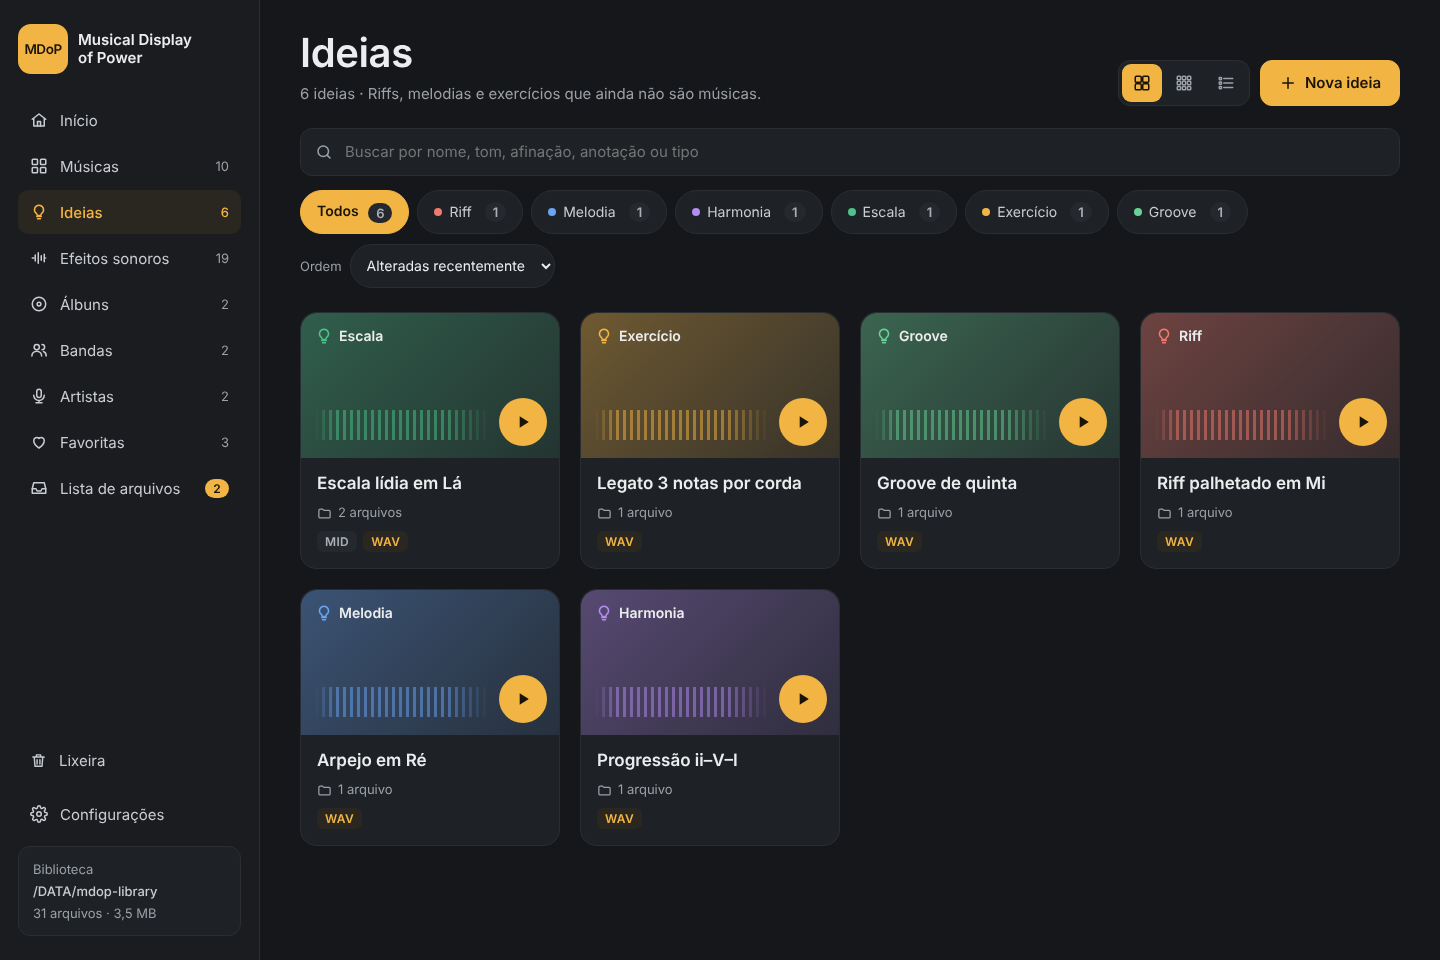 MDoP
Musical Display
of Power
Início
Músicas 10
Ideias 6
Efeitos sonoros 19
Álbuns 2
Bandas 2
Artistas 2
Favoritas 3
Lista de arquivos 2
Lixeira
Configurações
Biblioteca
/DATA/mdop-library
31 arquivos · 3,5 MB
Ideias
6 ideias · Riffs, melodias e exercícios que ainda não são músicas.
Nova ideia
Buscar por nome, tom, afinação, anotação ou tipo
Todos 6 Riff 1 Melodia 1 Harmonia 1 Escala 1 Exercício 1 Groove 1
Ordem Alteradas recentemente
Escala
Escala lídia em Lá
2 arquivos
MID WAV
Exercício
Legato 3 notas por corda
1 arquivo
WAV
Groove
Groove de quinta
1 arquivo
WAV
Riff
Riff palhetado em Mi
1 arquivo
WAV
Melodia
Arpejo em Ré
1 arquivo
WAV
Harmonia
Progressão ii–V–I
1 arquivo
WAV